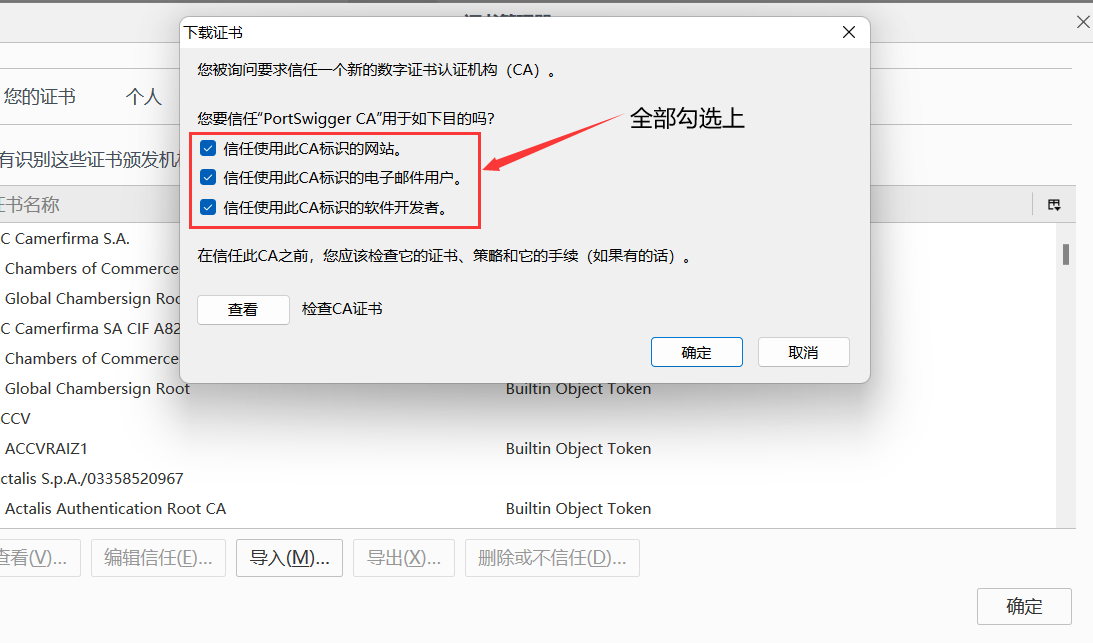 下载证书
您被询问要求信任一个新的数字证书认证机构（CA）。
您的证书 个人
您要信任“PortSwigger CA”用于如下目的吗?
全部勾选上
信任使用此CA标识的网站。
有识别这些证书颁发机
信任使用此CA标识的电子邮件用户。
证书名称
信任使用此CA标识的软件开发者。
C Camerfirma S.A.
在信任此CA之前，您应该检查它的证书、策略和它的手续（如果有的话）。
Chambers of Commerce
Global Chambersign Roo
查看 检查CA证书
C Camerfirma SA CIF A82
Chambers of Commerce
确定 取消
Global Chambersign Root Builtin Object Token
CCV
ACCVRAIZ1 Builtin Object Token
ctalis S.p.A./03358520967
Actalis Authentication Root CA Builtin Object Token
查看(V)... 编辑信任(E)... 导入(M)... 导出(X)... 删除或不信任(D)...
确定